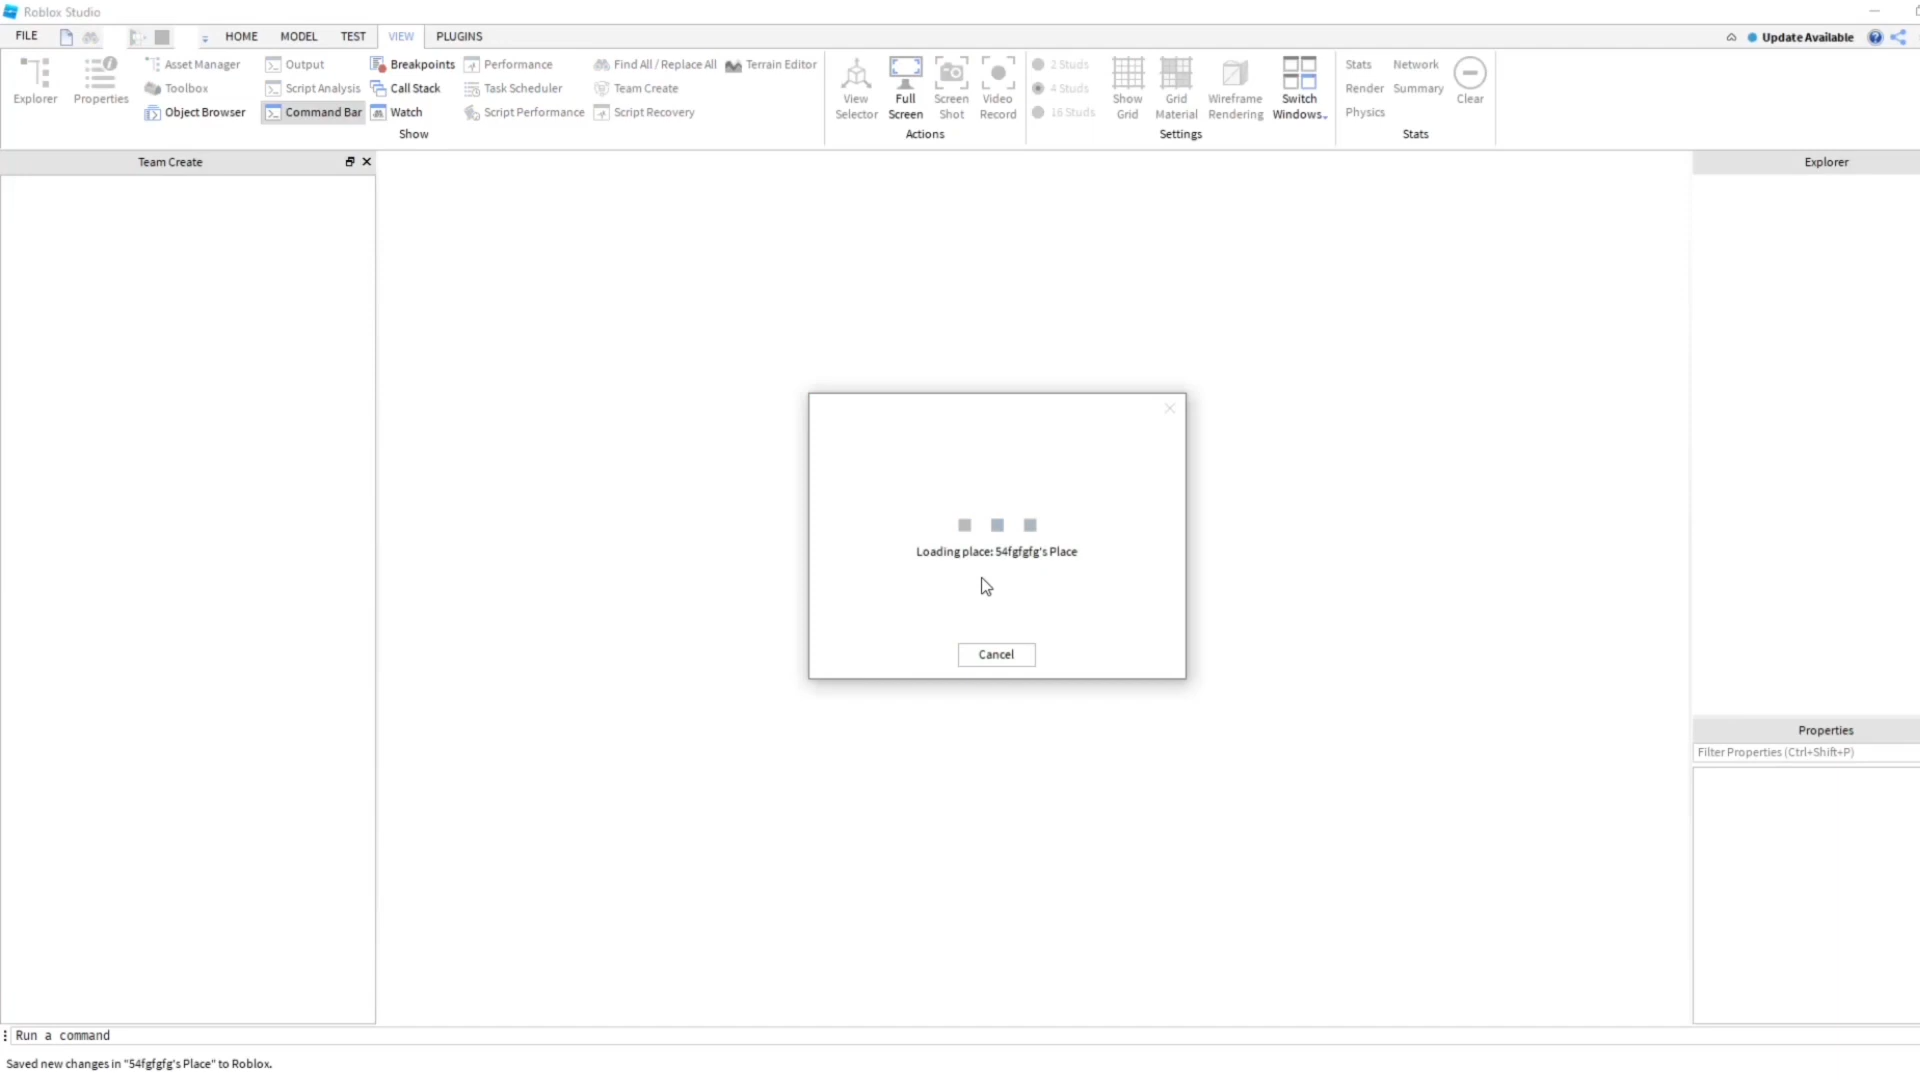 Roblox Studio
FILE HOME MODEL TEST VIEW PLUGINS Update Available
Explorer
Properties
Asset Manager
Toolbox
Object Browser
Output
Script Analysis
Command Bar
Breakpoints
Call Stack
Watch
Performance
Task Scheduler
Script Performance
Find All / Replace All
Team Create
Script Recovery
Terrain Editor
Show
View
Selector
Full
Screen
Screen
Shot
Video
Record
Actions
2 Studs
4 Studs
16 Studs
Show
Grid
Grid
Material
Wireframe
Rendering
Switch
Windows
Settings
Stats
Render
Physics
Network
Summary
Clear
Stats
Team Create
Explorer
Loading place: 54fgfgfg's Place
Cancel
Properties
Filter Properties (Ctrl+Shift+P)
Run a command
Saved new changes in "54fgfgfg's Place" to Roblox.